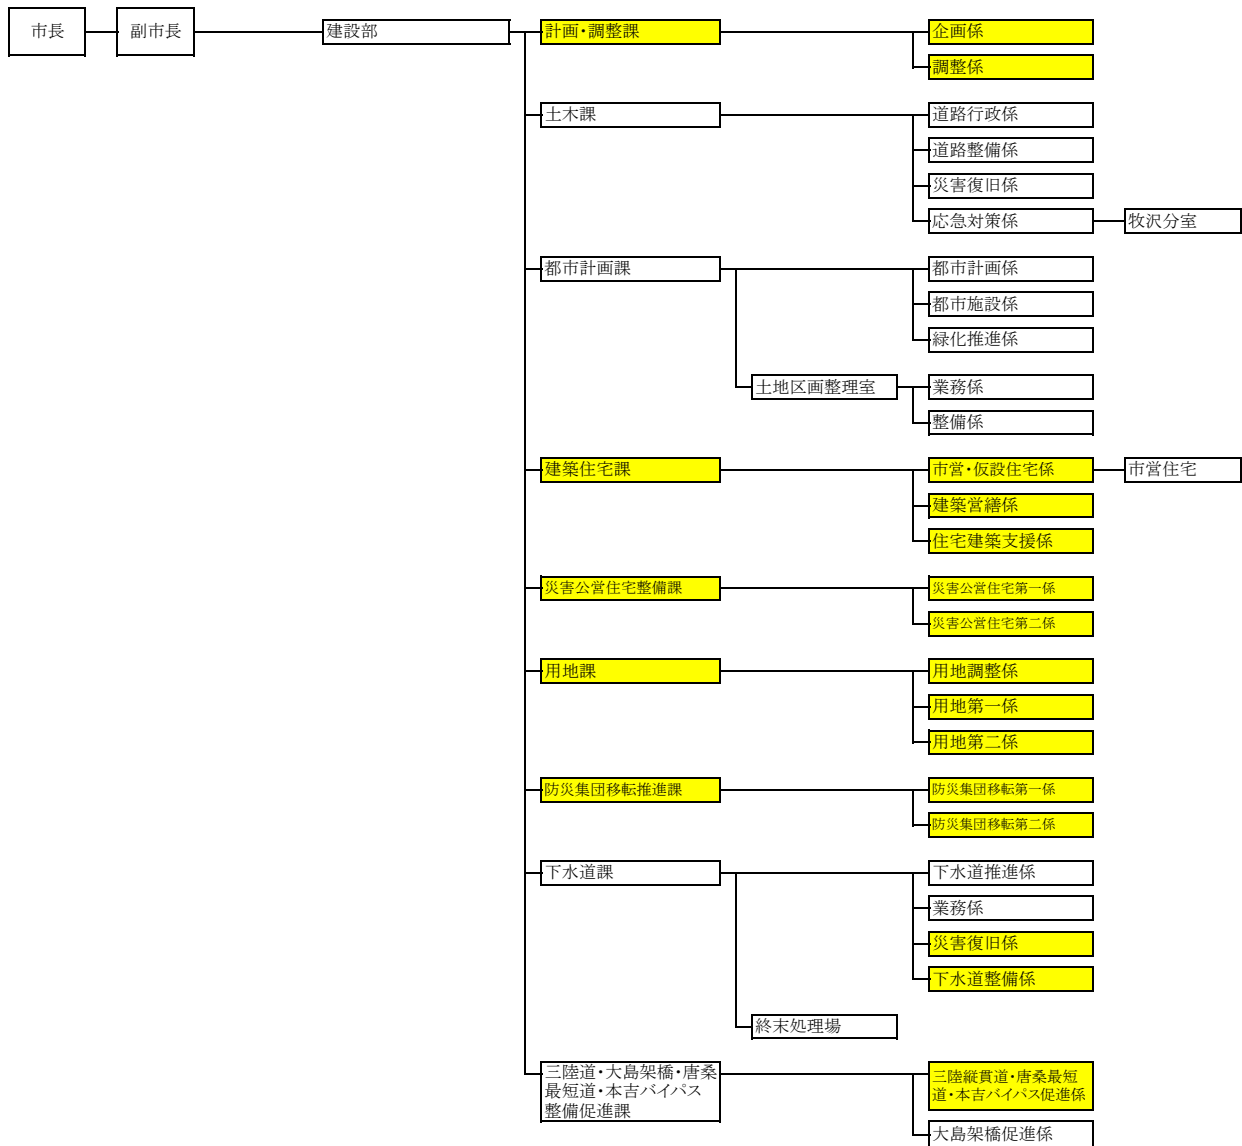 市長
副市長
建設部
計画・調整課
企画係
調整係
土木課
道路行政係
道路整備係
災害復旧係
応急対策係
牧沢分室
都市計画課
都市計画係
都市施設係
緑化推進係
土地区画整理室
業務係
整備係
建築住宅課
市営・仮設住宅係
市営住宅
建築営繕係
住宅建築支援係
災害公営住宅整備課
災害公営住宅第一係
災害公営住宅第二係
用地課
用地調整係
用地第一係
用地第二係
防災集団移転推進課
防災集団移転第一係
防災集団移転第二係
下水道課
下水道推進係
業務係
災害復旧係
下水道整備係
終末処理場
三陸道・大島架橋・唐桑
最短道・本吉バイパス
整備促進課
三陸縦貫道・唐桑最短
道・本吉バイパス促進係
大島架橋促進係